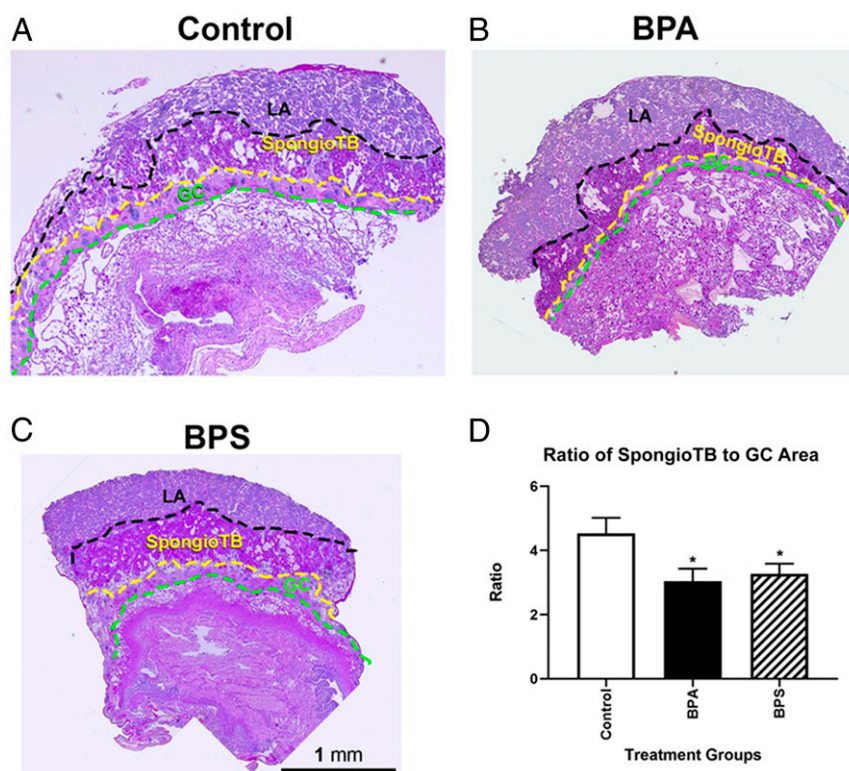 A
Control
LA
SpongioTB
GC
B
BPA
LA
SpongioTB
GC
C
BPS
LA
SpongioTB
GC
1 mm
D
Ratio of SpongioTB to GC Area
6
4
2
0
Ratio
*
*
Control
BPA
BPS
Treatment Groups